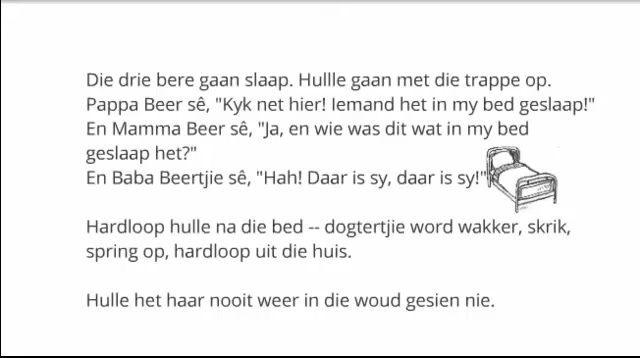 Die drie bere gaan slaap. Hullle gaan met die trappe op.
Pappa Beer sê, "Kyk net hier! Iemand het in my bed geslaap!"
En Mamma Beer sê, "Ja, en wie was dit wat in my bed
geslaap het?"
En Baba Beertjie sê, "Hah! Daar is sy, daar is sy!"
Hardloop hulle na die bed -- dogtertjie word wakker, skrik,
spring op, hardloop uit die huis.
Hulle het haar nooit weer in die woud gesien nie.